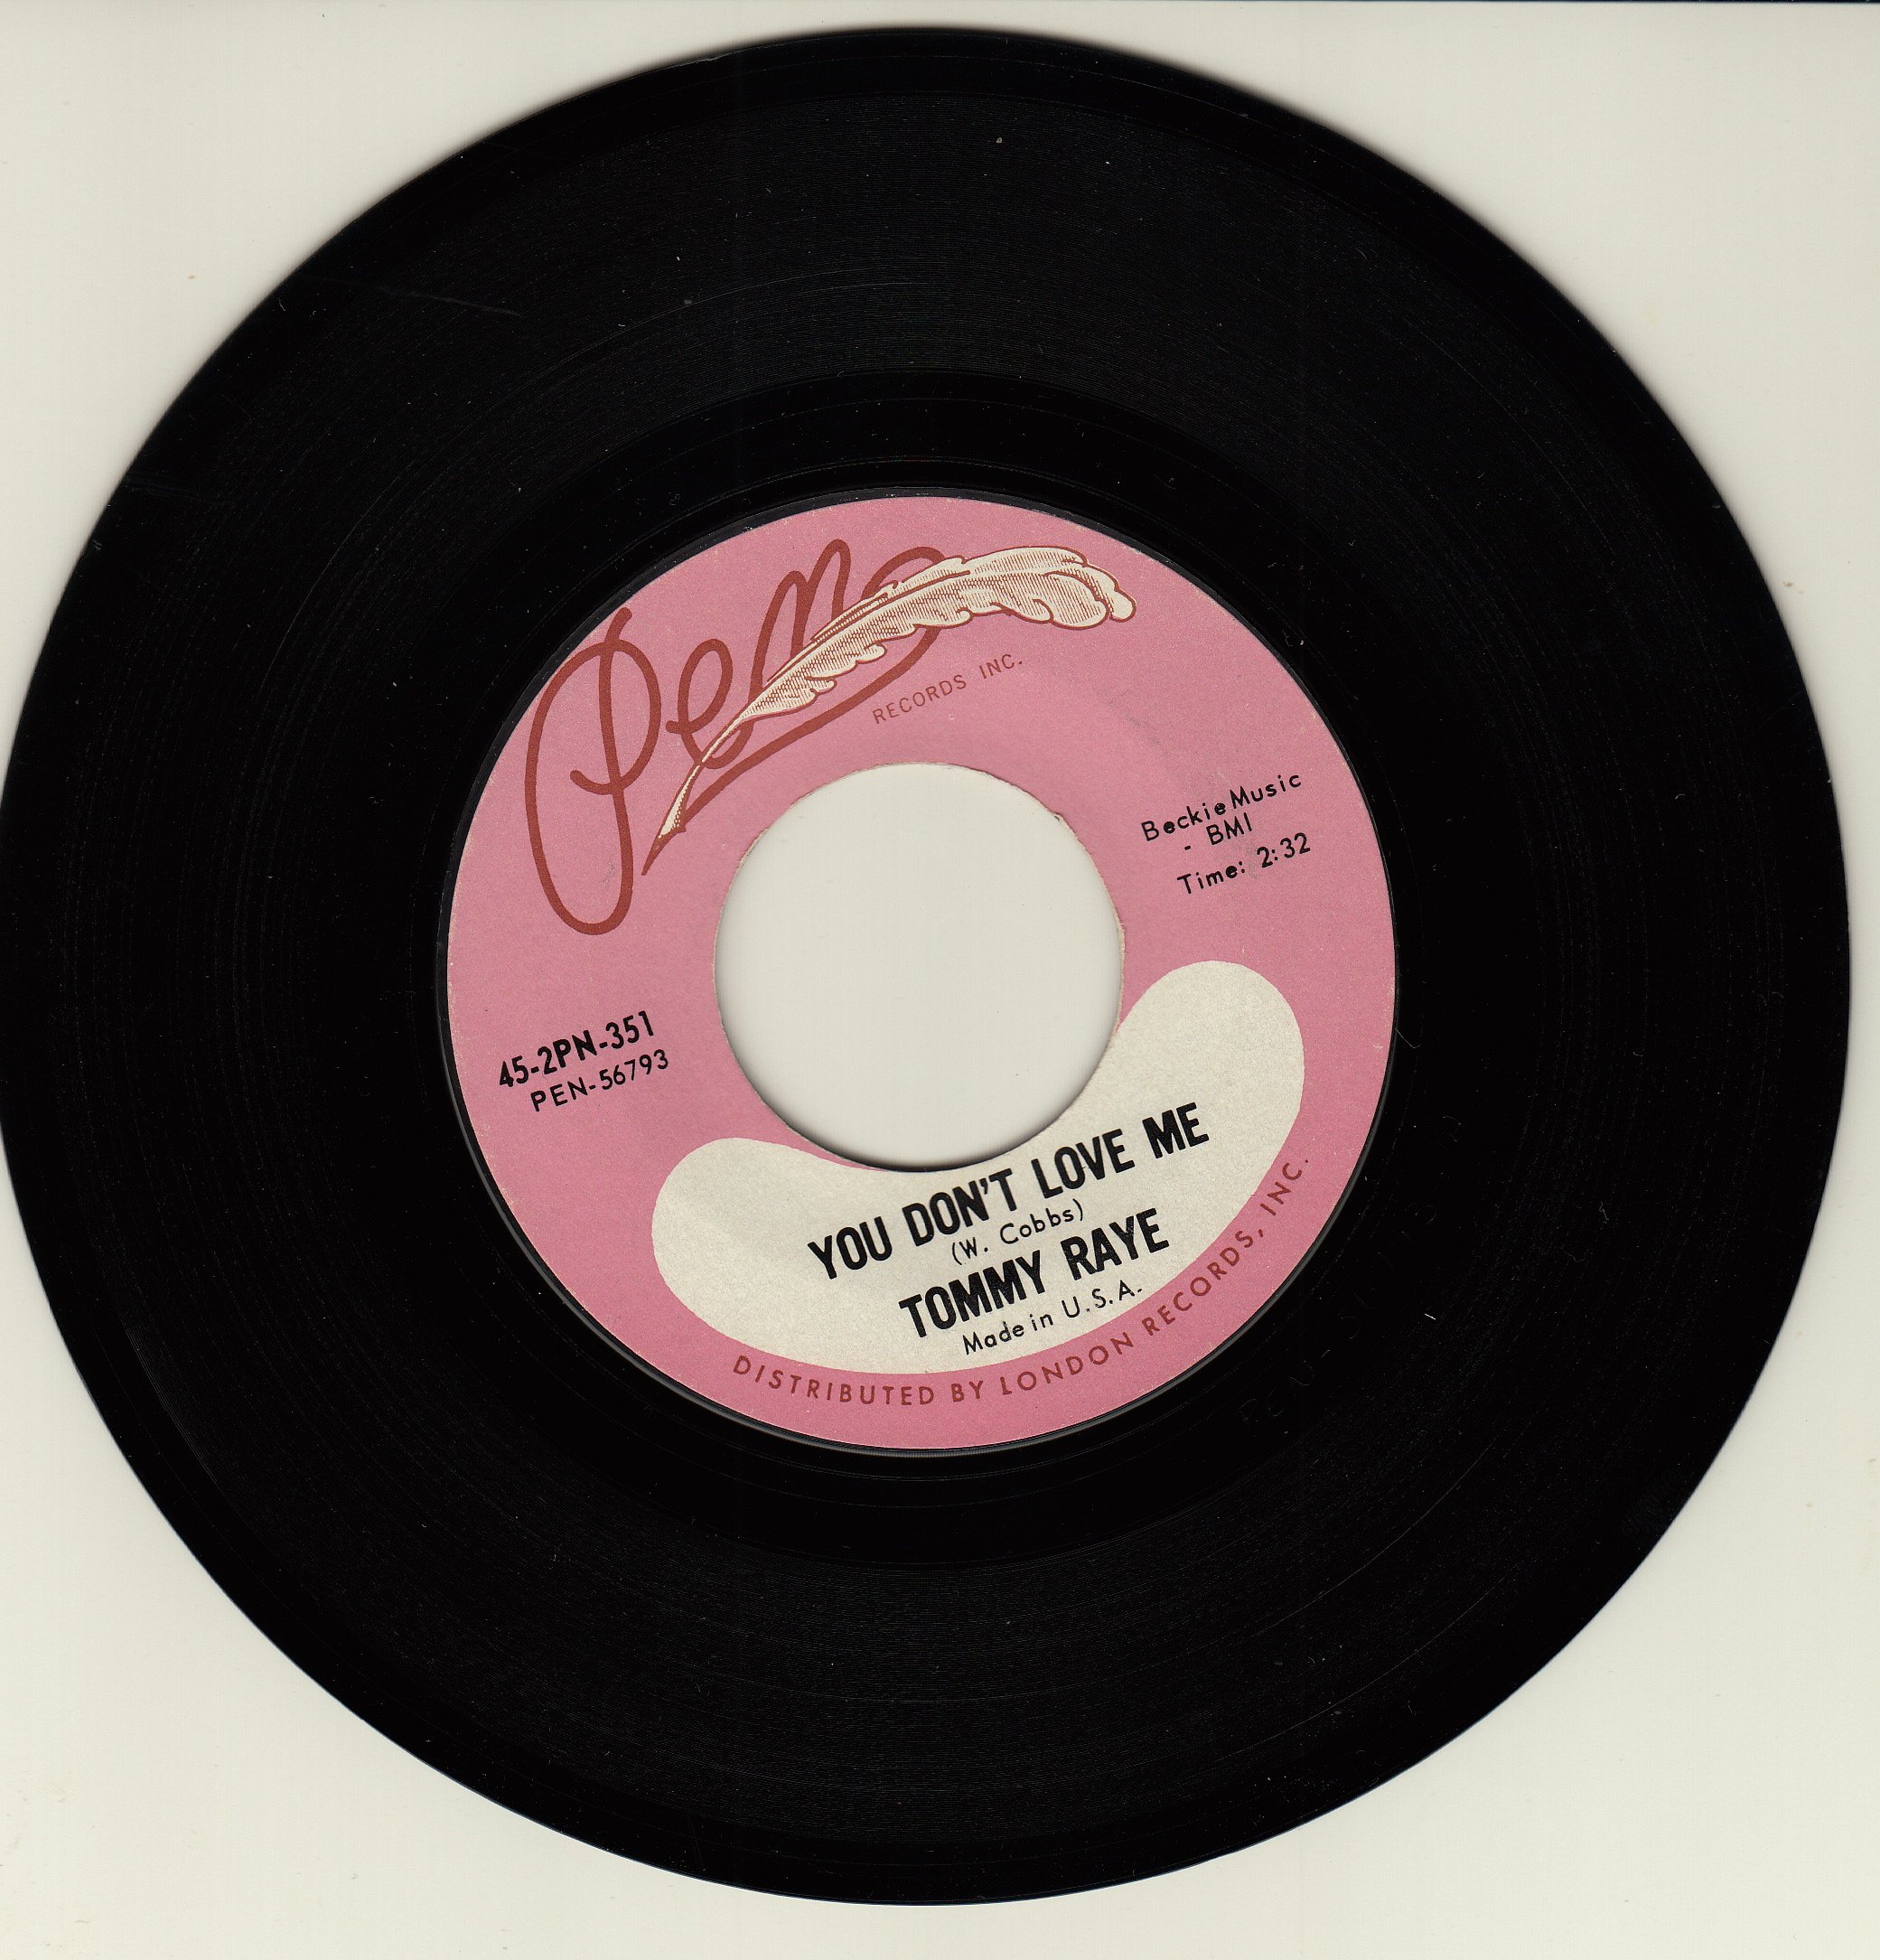 Pen
RECORDS INC.
Beckie Music
- BMI
Time: 2:32
45-2PN-351
PEN-56793
YOU DON'T LOVE ME
(W. Cobbs)
TOMMY RAYE
Made in U.S.A.
DISTRIBUTED BY LONDON RECORDS, INC.